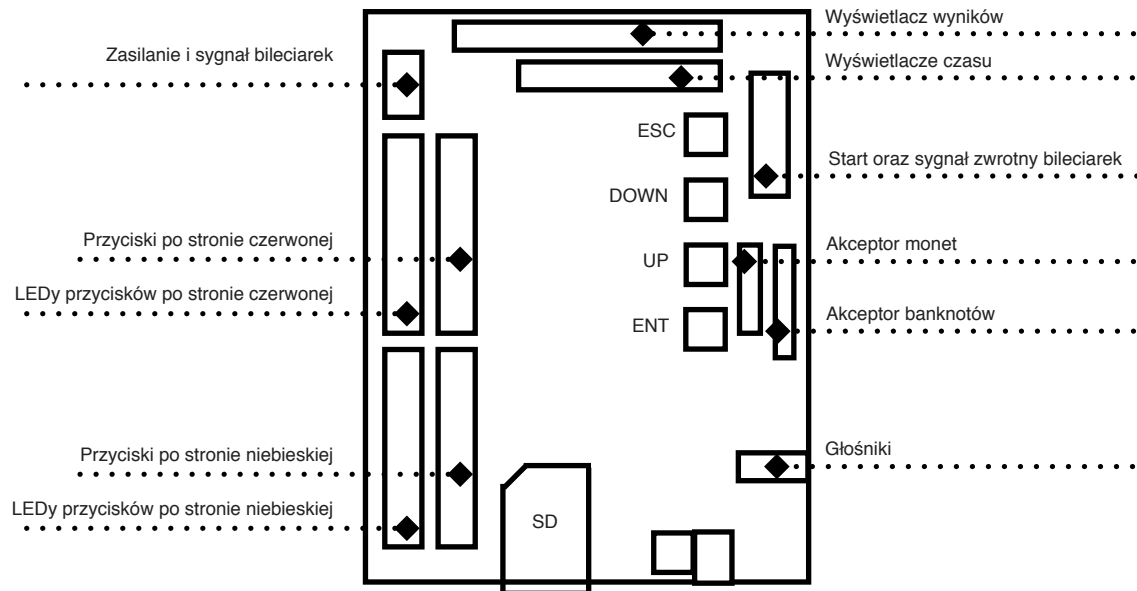 Wyświetlacz wyników
Zasilanie i sygnał bileciarek
Wyświetlacze czasu
ESC
Start oraz sygnał zwrotny bileciarek
DOWN
Przyciski po stronie czerwonej
Akceptor monet
UP
LEDy przycisków po stronie czerwonej
Akceptor banknotów
ENT
Przyciski po stronie niebieskiej
Głośniki
LEDy przycisków po stronie niebieskiej
SD